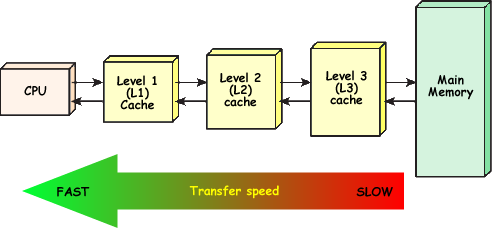 CPU
Level 1
(L1)
Cache
Level 2
(L2)
cache
Level 3
(L3)
cache
Main
Memory
FAST
Transfer speed
SLOW